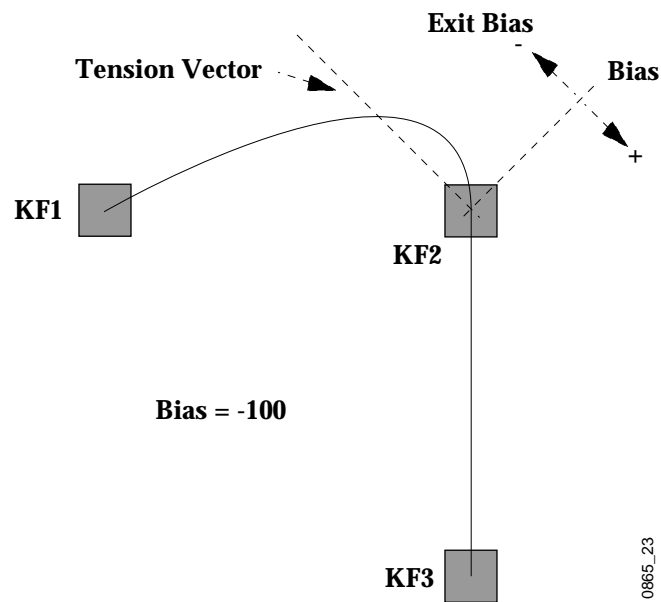 Exit Bias
-
Tension Vector
Bias
+
KF1
KF2
Bias = -100
KF3
0865_23